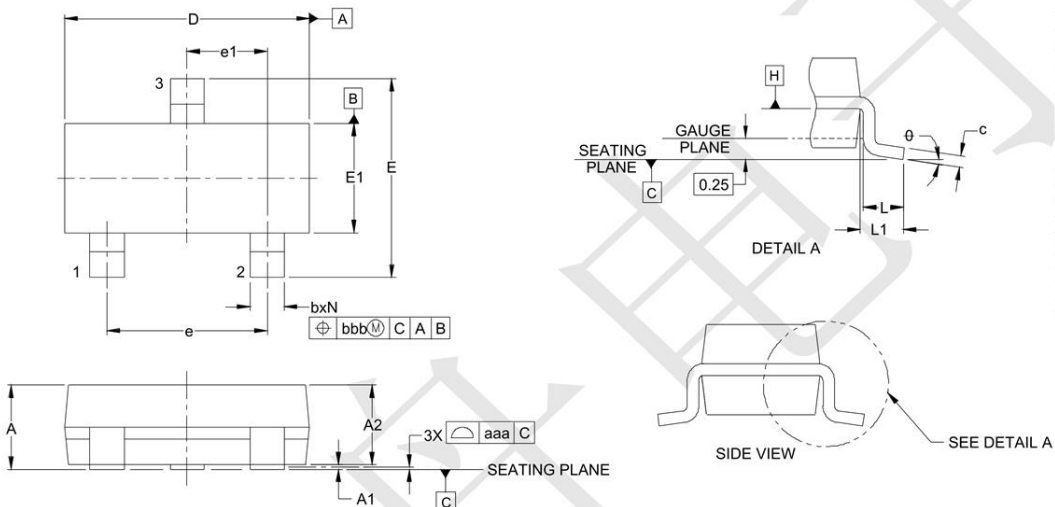 D
A
e1
3
B
E1
E
1
2
bxN
⌖ bbbⓂ C A B
e
H
GAUGE
PLANE
SEATING
PLANE
C
0.25
θ
c
L
L1
DETAIL A
A
A2
3X ⌓ aaa C
SEATING PLANE
A1
C
SIDE VIEW
SEE DETAIL A